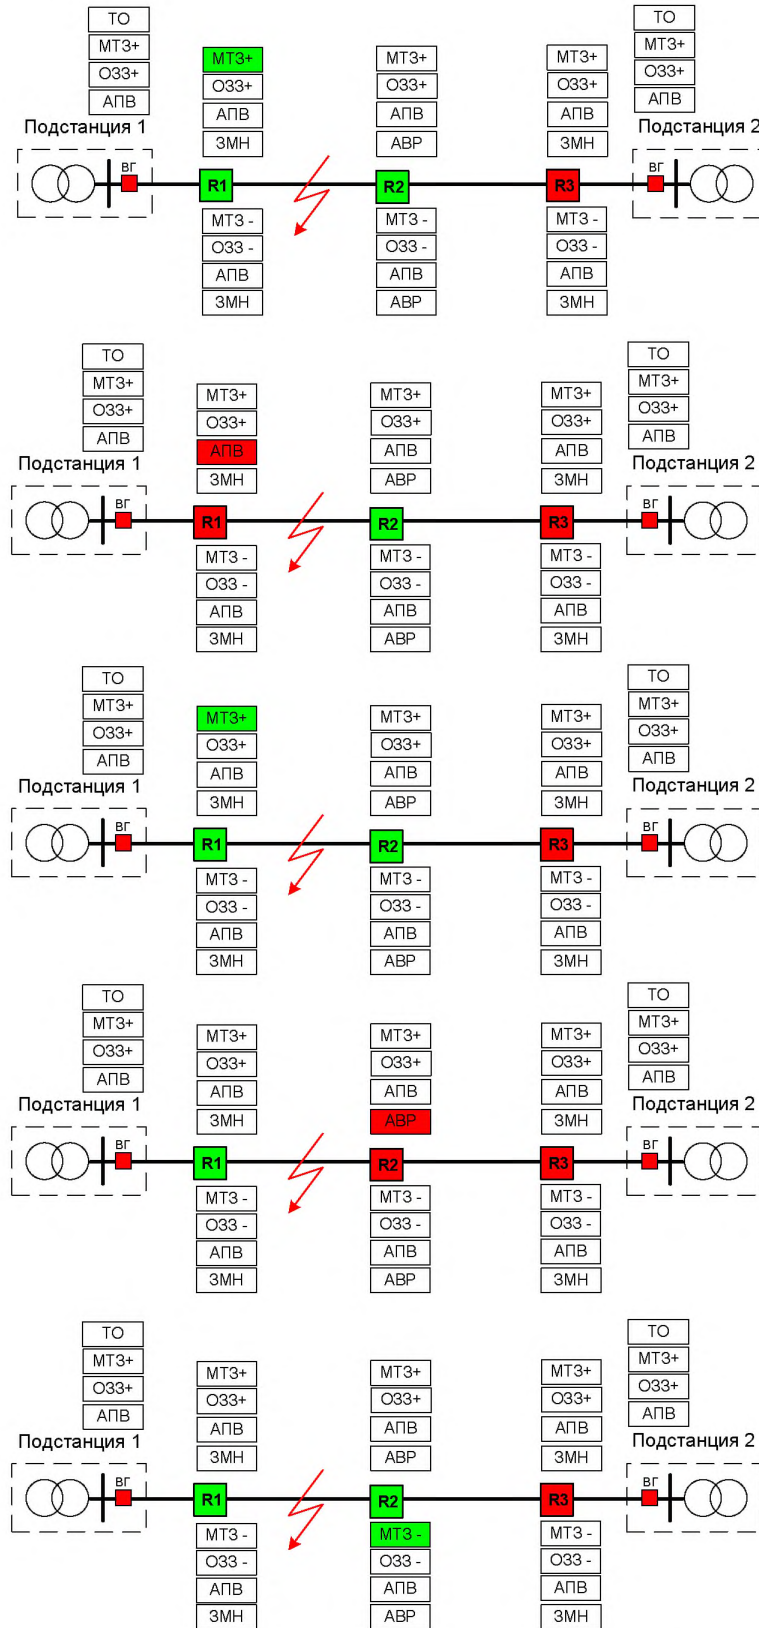 ТО
МТЗ+
ОЗЗ+
АПВ
Подстанция 1
ВГ
МТЗ+
ОЗЗ+
АПВ
ЗМН
R1
МТЗ -
ОЗЗ -
АПВ
ЗМН
МТЗ+
ОЗЗ+
АПВ
АВР
R2
МТЗ -
ОЗЗ -
АПВ
АВР
МТЗ+
ОЗЗ+
АПВ
ЗМН
R3
МТЗ -
ОЗЗ -
АПВ
ЗМН
ТО
МТЗ+
ОЗЗ+
АПВ
Подстанция 2
ВГ
ТО
МТЗ+
ОЗЗ+
АПВ
Подстанция 1
ВГ
МТЗ+
ОЗЗ+
АПВ
ЗМН
R1
МТЗ -
ОЗЗ -
АПВ
ЗМН
МТЗ+
ОЗЗ+
АПВ
АВР
R2
МТЗ -
ОЗЗ -
АПВ
АВР
МТЗ+
ОЗЗ+
АПВ
ЗМН
R3
МТЗ -
ОЗЗ -
АПВ
ЗМН
ТО
МТЗ+
ОЗЗ+
АПВ
Подстанция 2
ВГ
ТО
МТЗ+
ОЗЗ+
АПВ
Подстанция 1
ВГ
МТЗ+
ОЗЗ+
АПВ
ЗМН
R1
МТЗ -
ОЗЗ -
АПВ
ЗМН
МТЗ+
ОЗЗ+
АПВ
АВР
R2
МТЗ -
ОЗЗ -
АПВ
АВР
МТЗ+
ОЗЗ+
АПВ
ЗМН
R3
МТЗ -
ОЗЗ -
АПВ
ЗМН
ТО
МТЗ+
ОЗЗ+
АПВ
Подстанция 2
ВГ
ТО
МТЗ+
ОЗЗ+
АПВ
Подстанция 1
ВГ
МТЗ+
ОЗЗ+
АПВ
ЗМН
R1
МТЗ -
ОЗЗ -
АПВ
ЗМН
МТЗ+
ОЗЗ+
АПВ
АВР
R2
МТЗ -
ОЗЗ -
АПВ
АВР
МТЗ+
ОЗЗ+
АПВ
ЗМН
R3
МТЗ -
ОЗЗ -
АПВ
ЗМН
ТО
МТЗ+
ОЗЗ+
АПВ
Подстанция 2
ВГ
ТО
МТЗ+
ОЗЗ+
АПВ
Подстанция 1
ВГ
МТЗ+
ОЗЗ+
АПВ
ЗМН
R1
МТЗ -
ОЗЗ -
АПВ
ЗМН
МТЗ+
ОЗЗ+
АПВ
АВР
R2
МТЗ -
ОЗЗ -
АПВ
АВР
МТЗ+
ОЗЗ+
АПВ
ЗМН
R3
МТЗ -
ОЗЗ -
АПВ
ЗМН
ТО
МТЗ+
ОЗЗ+
АПВ
Подстанция 2
ВГ